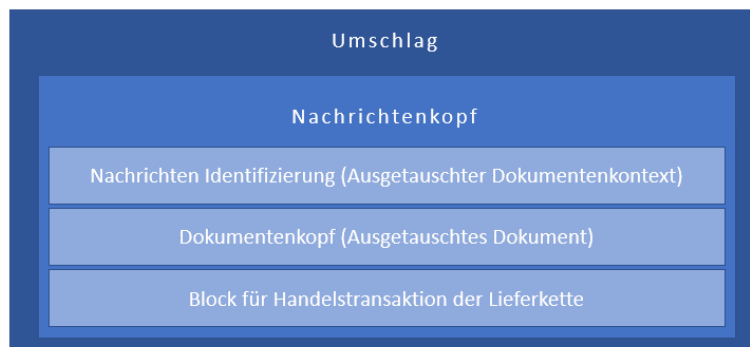 Umschlag
Nachrichtenkopf
Nachrichten Identifizierung (Ausgetauschter Dokumentenkontext)
Dokumentenkopf (Ausgetauschtes Dokument)
Block für Handelstransaktion der Lieferkette